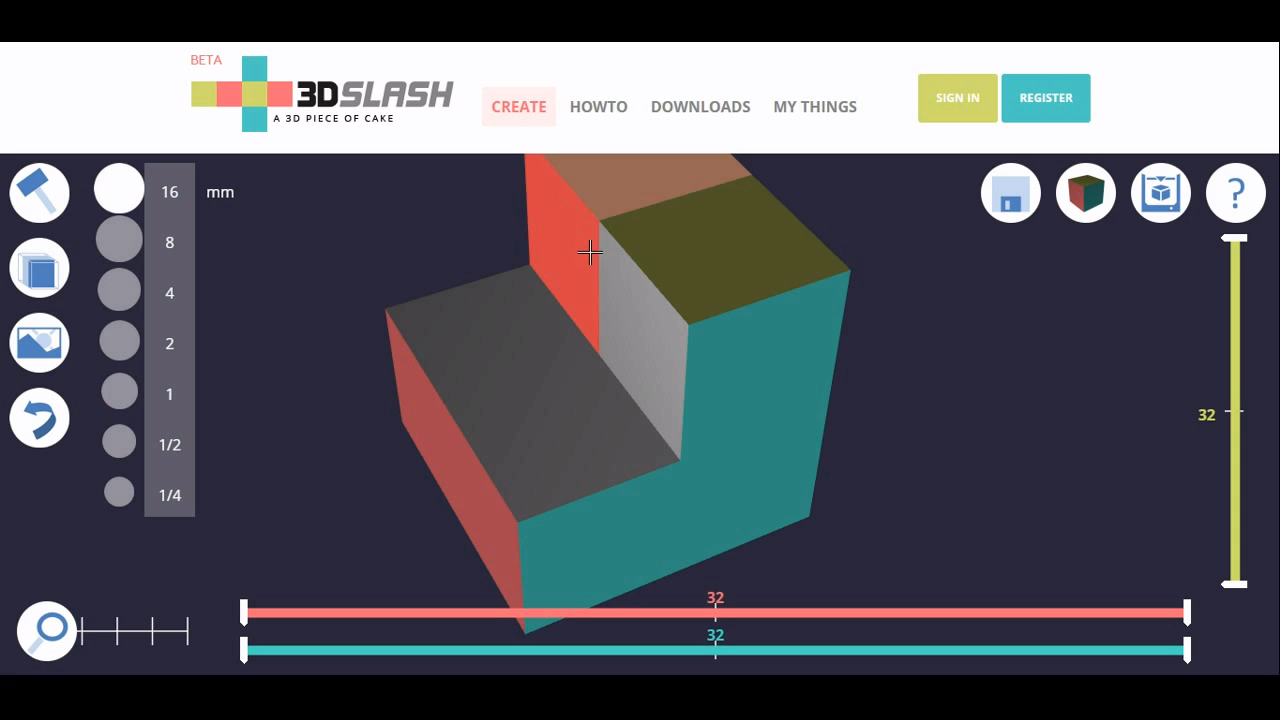 BETA
3DSLASH
A 3D PIECE OF CAKE
CREATE HOWTO DOWNLOADS MY THINGS
SIGN IN REGISTER
16 mm
8
4
2
1
1/2
1/4
?
32
32
32